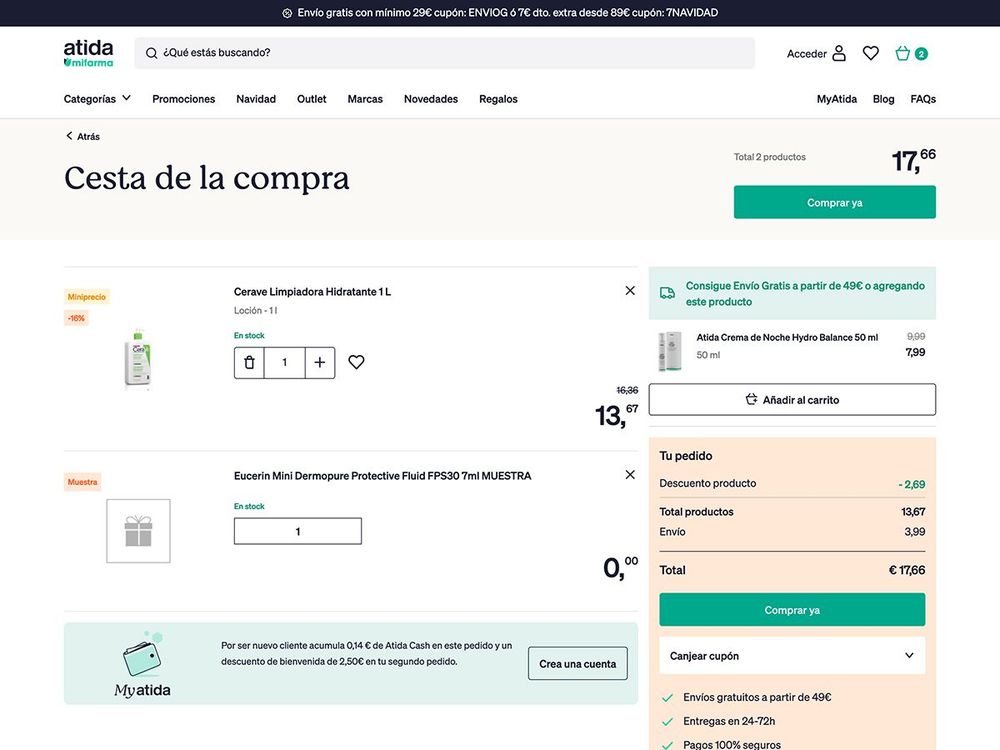 Envío gratis con mínimo 29€ cupón: ENVIOG ó 7€ dto. extra desde 89€ cupón: 7NAVIDAD
atida
mifarma
¿Qué estás buscando?
Acceder
2
Categorías
Promociones
Navidad
Outlet
Marcas
Novedades
Regalos
MyAtida
Blog
FAQs
Atrás
Cesta de la compra
Total 2 productos
17,66
Comprar ya
Miniprecio
-16%
Cerave Limpiadora Hidratante 1 L
Loción - 1 l
En stock
1
16,36
13,67
Muestra
Eucerin Mini Dermopure Protective Fluid FPS30 7ml MUESTRA
En stock
1
0,00
Myatida
Por ser nuevo cliente acumula 0,14 € de Atida Cash en este pedido y un
descuento de bienvenida de 2,50€ en tu segundo pedido.
Crea una cuenta
Consigue Envío Gratis a partir de 49€ o agregando
este producto
Atida Crema de Noche Hydro Balance 50 ml
9,99
50 ml
7,99
Añadir al carrito
Tu pedido
Descuento producto
- 2,69
Total productos
13,67
Envío
3,99
Total
€ 17,66
Comprar ya
Canjear cupón
Envíos gratuitos a partir de 49€
Entregas en 24-72h
Pagos 100% seguros